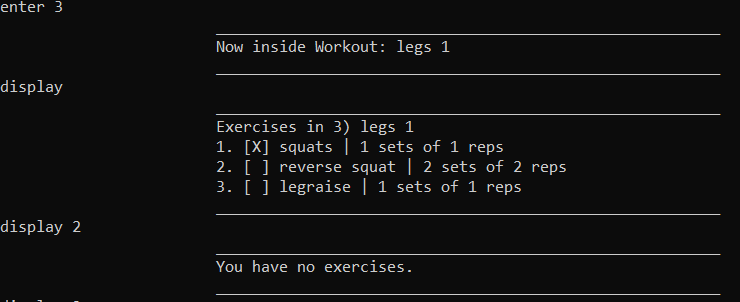 enter 3
Now inside Workout: legs 1
display
Exercises in 3) legs 1
1. [X] squats | 1 sets of 1 reps
2. [ ] reverse squat | 2 sets of 2 reps
3. [ ] legraise | 1 sets of 1 reps
display 2
You have no exercises.